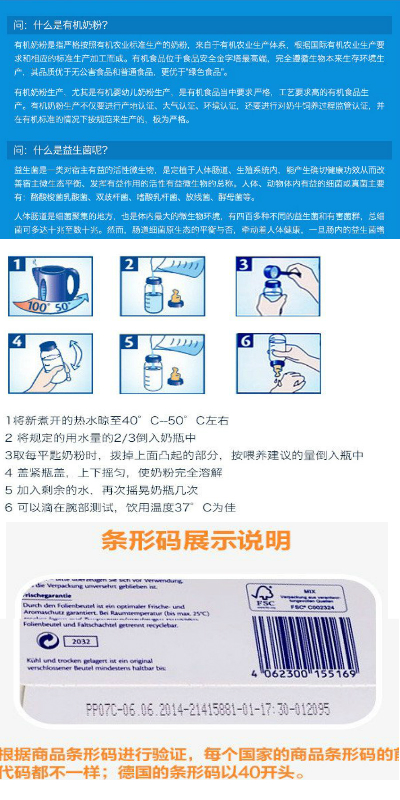 问：什么是有机奶粉？
有机奶粉是指严格按照有机农业标准生产的奶粉，来自于有机农业生产体系，根据国际有机农业生产要
求和相应的标准生产加工而成。有机食品位于食品安全金字塔最高端，完全遵循生物本来生存环境生
产，其品质优于无公害食品和普通食品，更优于“绿色食品”。
有机奶粉生产，尤其是有机婴幼儿奶粉生产，是有机食品当中要求严格，工艺要求高的有机食品生
产。有机奶粉生产不仅要进行产地认证、大气认证，环境认证，还要进行对奶牛饲养过程监管认证，并
在有机标准的情况下按规范来生产的，极为严格。
问：什么是益生菌呢？
益生菌是一类对宿主有益的活性微生物，是定植于人体肠道、生殖系统内，能产生确切健康功效从而改
善宿主微生态平衡、发挥有益作用的活性有益微生物的总称。人体、动物体内有益的细菌或真菌主要
有：酪酸梭菌乳酸菌、双歧杆菌、嗜酸乳杆菌、放线菌、酵母菌等。
人体肠道是细菌聚集的地方，也是体内最大的微生物环境，有四百多种不同的益生菌和有害菌群，总细
菌可多达十兆至数十兆。然而，肠道细菌原生态的平衡与否，牵动着人体健康，一旦肠内的益生菌增
1
2
3
100° 50°
4
5
6
1将新煮开的热水晾至40°C--50°C左右
2 将规定的用水量的2/3倒入奶瓶中
3取每平匙奶粉时，拨掉上面凸起的部分，按喂养建议的量倒入瓶中
4 盖紧瓶盖，上下摇匀，使奶粉完全溶解
5 加入剩余的水，再次摇晃奶瓶几次
6 可以滴在腕部测试，饮用温度37°C为佳
条形码展示说明
die Verpackung unversehrt geblieben ist.
Frischegarantie
Durch den Folienbeutel ist ein optimaler Frische- und
Aromaschutz garantiert. Bei Raumtemperatur (bis max. 25°C)
Folienbeutel und Faltschachtel getrennt recyclebar.
2032
Kühl und trocken gelagert ist ein original
verschlossener Beutel mindestens haltbar bis:
FSC
MIX
Verpackung aus verantwor-
tungsvollen Quellen
FSC® C002324
4 062300 155169
PP07C-06.06.2014-21415881-01-17:30-012095
根据商品条形码进行验证，每个国家的商品条形码的前
代码都不一样；德国的条形码以40开头。